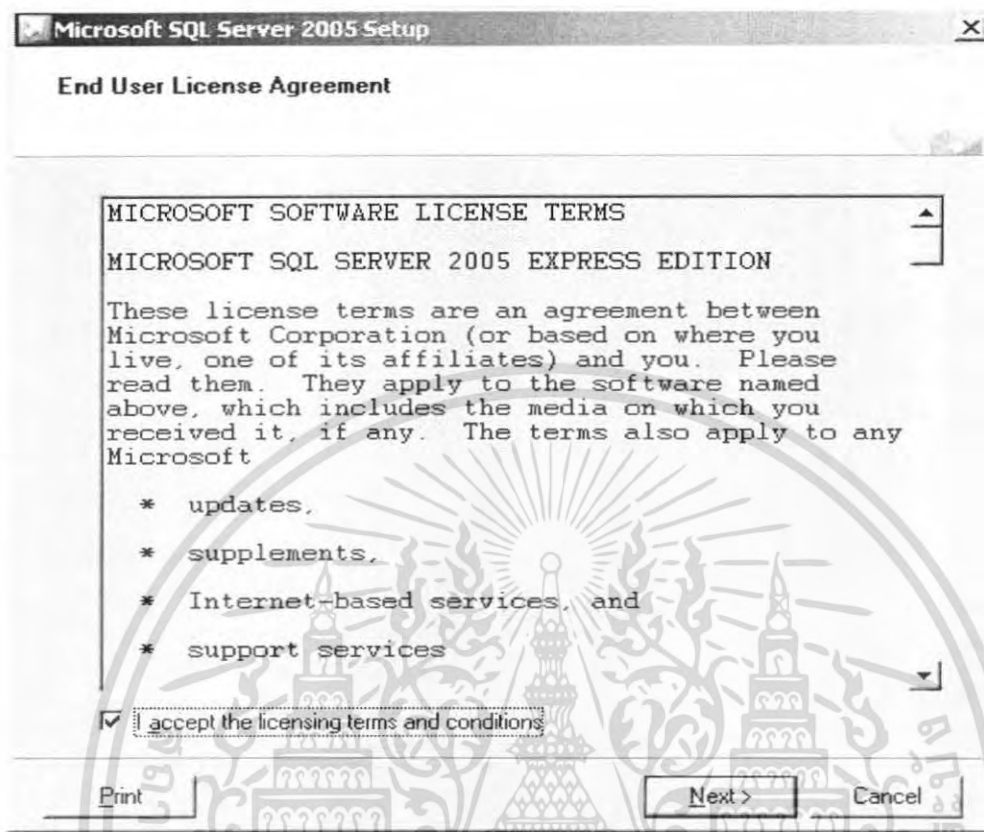 Microsoft SQL Server 2005 Setup
End User License Agreement
MICROSOFT SOFTWARE LICENSE TERMS
MICROSOFT SQL SERVER 2005 EXPRESS EDITION
These license terms are an agreement between
Microsoft Corporation (or based on where you
live, one of its affiliates) and you. Please
read them. They apply to the software named
above, which includes the media on which you
received it, if any. The terms also apply to any
Microsoft
* updates,
* supplements,
* Internet-based services, and
* support services
I accept the licensing terms and conditions
Print
Next >
Cancel